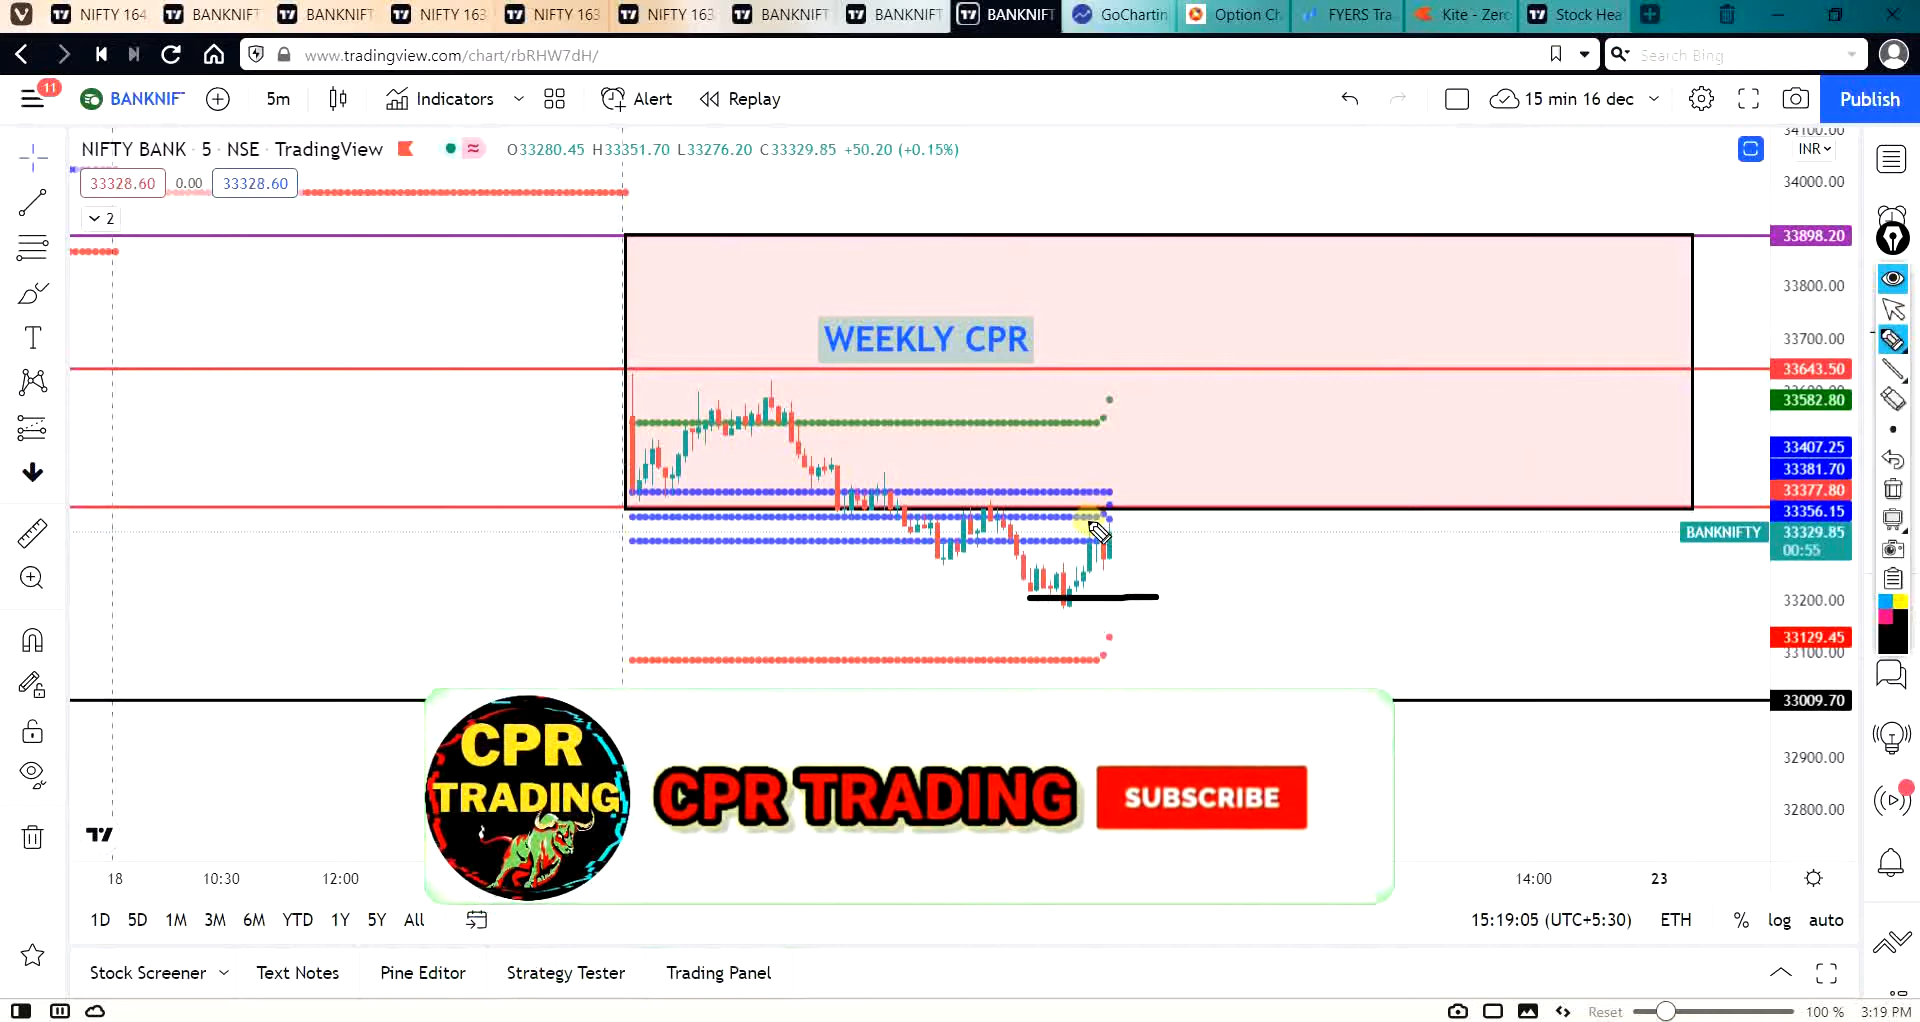 NIFTY 164
BANKNIFT
BANKNIFT
NIFTY 163
NIFTY 163
NIFTY 163
BANKNIFT
BANKNIFT
BANKNIFT
GoChartin
Option Ch
FYERS Tra
Kite - Zero
Stock Hea
www.tradingview.com/chart/rbRHW7dH/
Search Bing
11
BANKNIF
5m
Indicators
Alert
Replay
15 min 16 dec
Publish
NIFTY BANK · 5 · NSE · TradingView
O33280.45 H33351.70 L33276.20 C33329.85 +50.20 (+0.15%)
33328.60
0.00
33328.60
2
34100.00
INR
34000.00
33898.20
33800.00
33700.00
33643.50
33582.80
33407.25
33381.70
33377.80
33356.15
BANKNIFTY
33329.85
00:55
33200.00
33129.45
33100.00
33009.70
32900.00
32800.00
WEEKLY CPR
CPR
TRADING
CPR TRADING
SUBSCRIBE
18
10:30
12:00
14:00
23
1D
5D
1M
3M
6M
YTD
1Y
5Y
All
15:19:05 (UTC+5:30)
ETH
%
log
auto
Stock Screener
Text Notes
Pine Editor
Strategy Tester
Trading Panel
Reset
100 %
3:19 PM